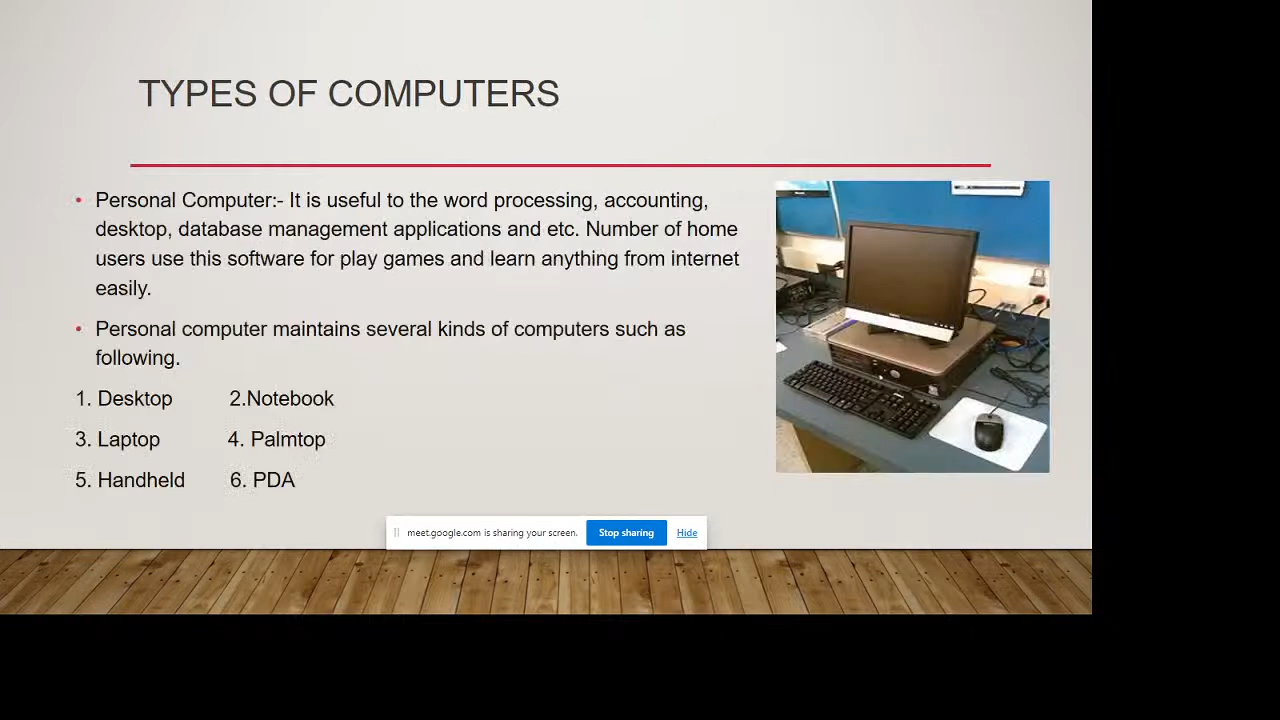 TYPES OF COMPUTERS
• Personal Computer:- It is useful to the word processing, accounting,
desktop, database management applications and etc. Number of home
users use this software for play games and learn anything from internet
easily.
• Personal computer maintains several kinds of computers such as
following.
1. Desktop 2.Notebook
3. Laptop 4. Palmtop
5. Handheld 6. PDA
meet.google.com is sharing your screen. Stop sharing Hide